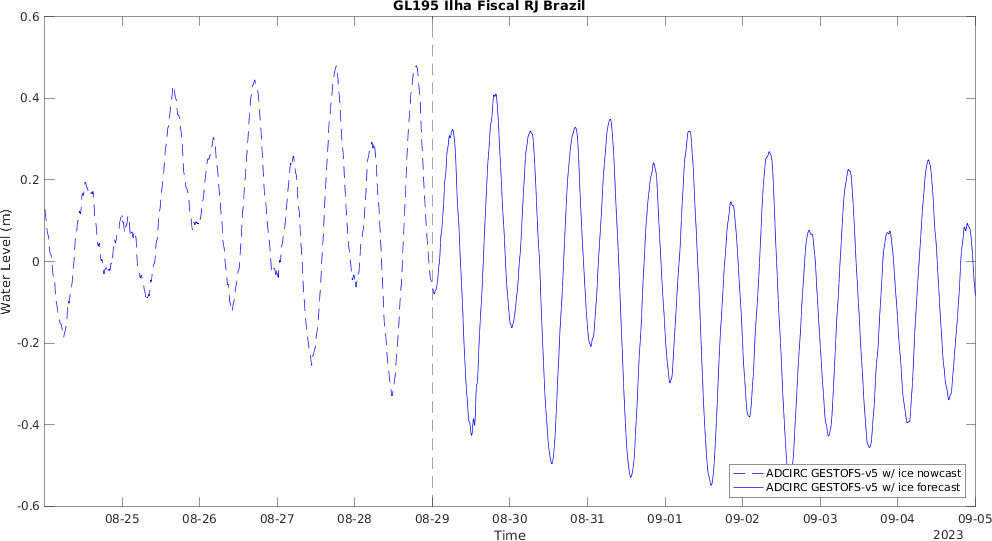 GL195 Ilha Fiscal RJ Brazil
0.6
0.4
0.2
0
-0.2
-0.4
-0.6
Water Level (m)
ADCIRC GESTOFS-v5 w/ ice nowcast
ADCIRC GESTOFS-v5 w/ ice forecast
08-25 08-26 08-27 08-28 08-29 08-30 08-31 09-01 09-02 09-03 09-04 09-05
Time
2023